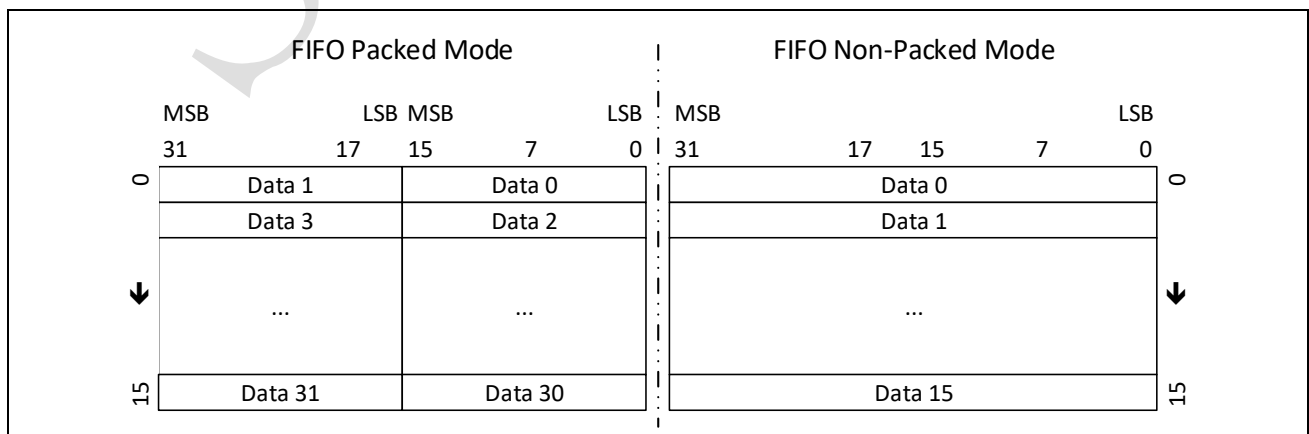 FIFO Packed Mode FIFO Non-Packed Mode
MSB LSB MSB LSB MSB LSB
31 17 15 7 0 31 17 15 7 0
0 Data 1 Data 0 Data 0 0
Data 3 Data 2 Data 1
... ... ...
15 Data 31 Data 30 Data 15 15